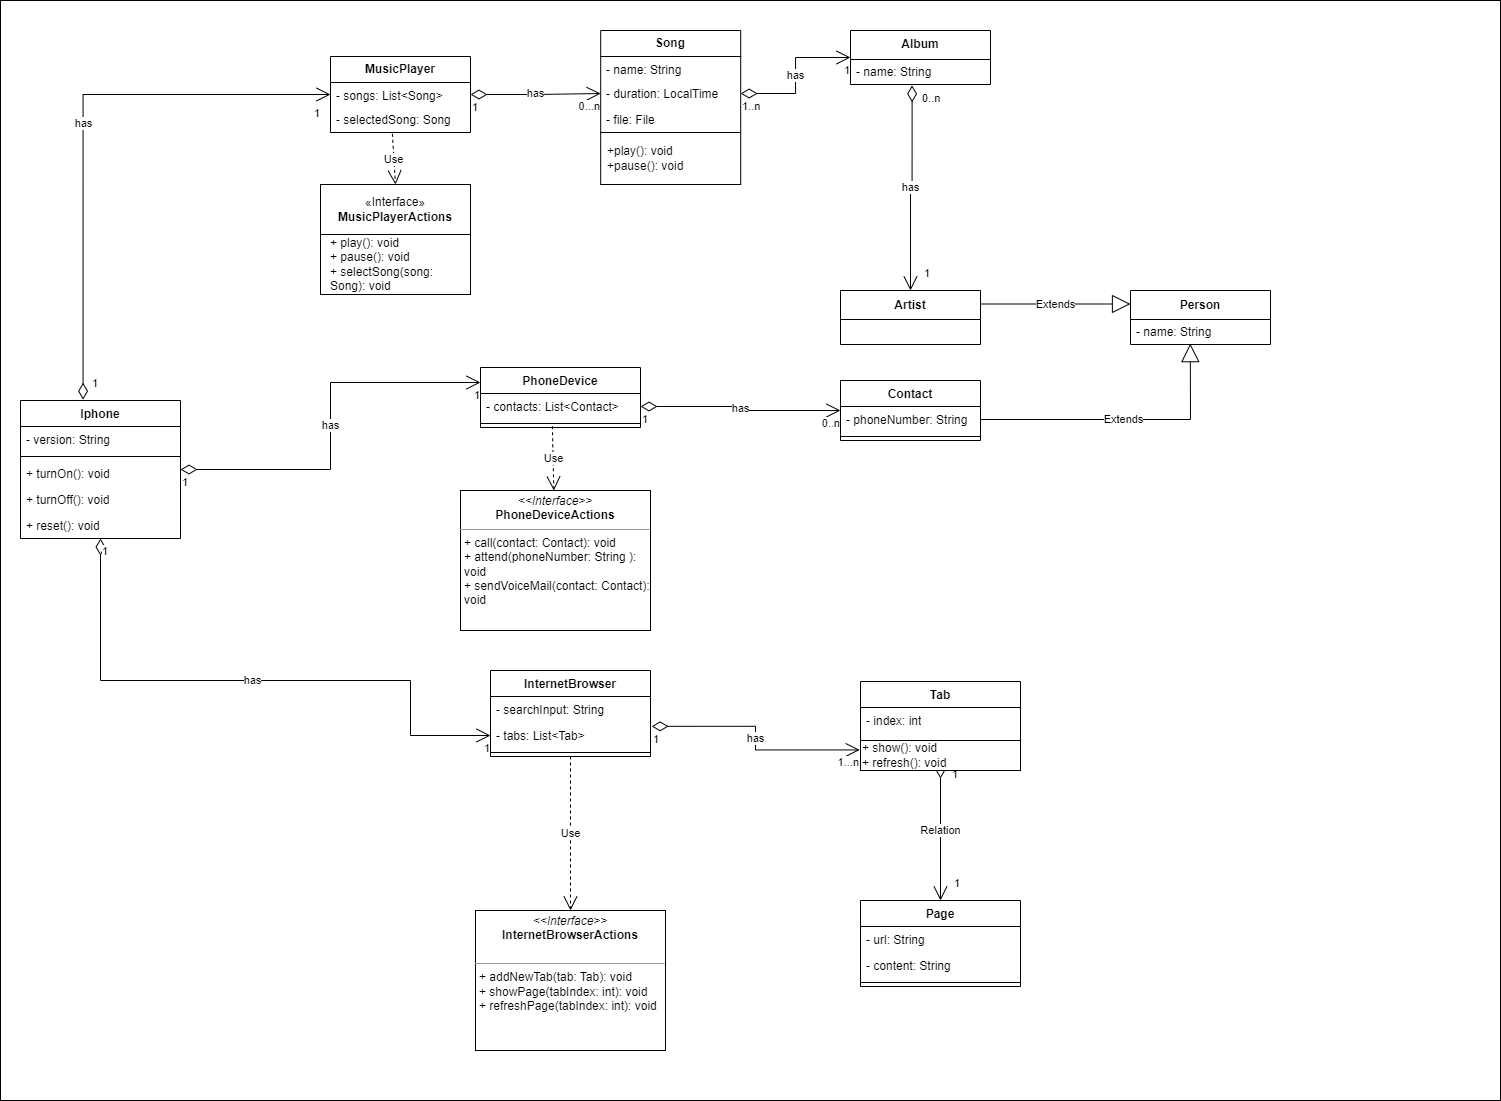 Song
- name: String
- duration: LocalTime
- file: File
+play(): void
+pause(): void
Album
- name: String
MusicPlayer
- songs: List<Song>
- selectedSong: Song
has
1
1
has
0...n
1..n
has
1
0..n
has
1
Use
«Interface»
MusicPlayerActions
+ play(): void
+ pause(): void
+ selectSong(song:
Song): void
Artist
Extends
Person
- name: String
1
Iphone
- version: String
+ turnOn(): void
+ turnOff(): void
+ reset(): void
1
has
1
PhoneDevice
- contacts: List<Contact>
1
has
0..n
Contact
- phoneNumber: String
Extends
Use
<<Interface>>
PhoneDeviceActions
+ call(contact: Contact): void
+ attend(phoneNumber: String ):
void
+ sendVoiceMail(contact: Contact):
void
1
has
1
InternetBrowser
- searchInput: String
- tabs: List<Tab>
1
has
1...n
Tab
- index: int
+ show(): void
+ refresh(): void
1
Relation
1
Page
- url: String
- content: String
Use
<<Interface>>
InternetBrowserActions
+ addNewTab(tab: Tab): void
+ showPage(tabIndex: int): void
+ refreshPage(tabIndex: int): void